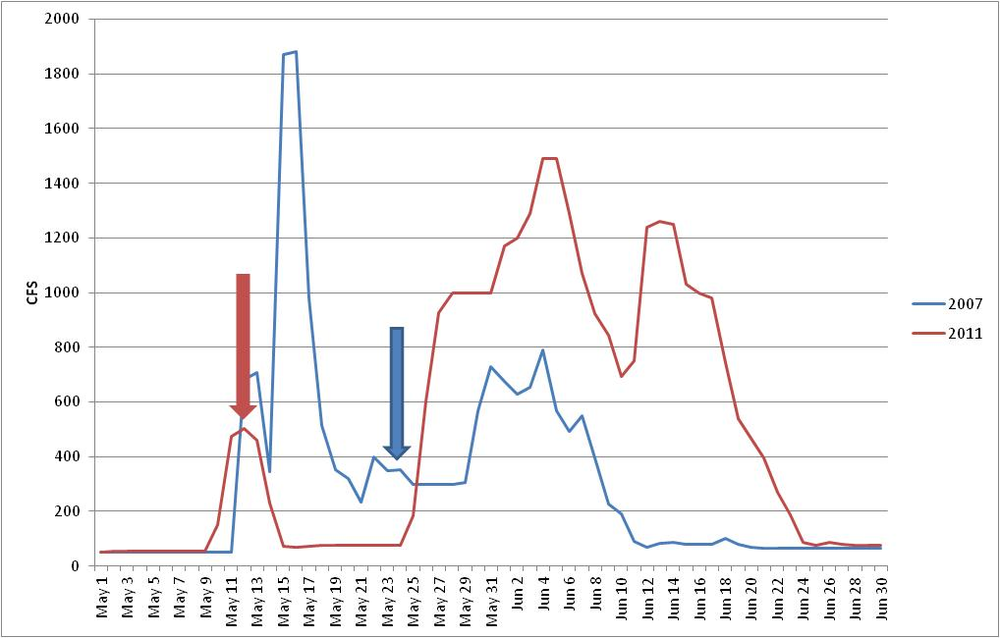 2000
1800
1600
1400
1200
1000
800
600
400
200
0
CFS
May 1
May 3
May 5
May 7
May 9
May 11
May 13
May 15
May 17
May 19
May 21
May 23
May 25
May 27
May 29
May 31
Jun 2
Jun 4
Jun 6
Jun 8
Jun 10
Jun 12
Jun 14
Jun 16
Jun 18
Jun 20
Jun 22
Jun 24
Jun 26
Jun 28
Jun 30
2007
2011